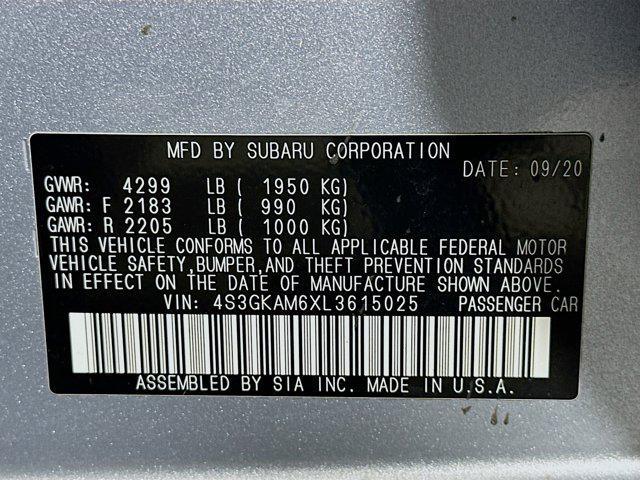 MFD BY SUBARU CORPORATION
DATE: 09/20
GVWR: 4299 LB ( 1950 KG)
GAWR: F 2183 LB ( 990 KG)
GAWR: R 2205 LB ( 1000 KG)
THIS VEHICLE CONFORMS TO ALL APPLICABLE FEDERAL MOTOR
VEHICLE SAFETY,BUMPER,AND THEFT PREVENTION STANDARDS
IN EFFECT ON THE DATE OF MANUFACTURE SHOWN ABOVE.
VIN: 4S3GKAM6XL3615025 PASSENGER CAR
ASSEMBLED BY SIA INC. MADE IN U.S.A.